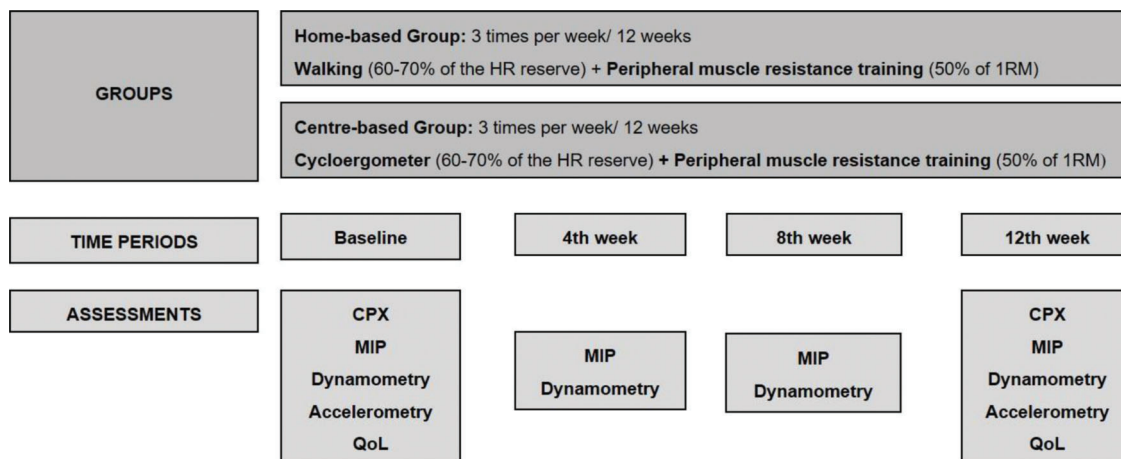 GROUPS
Home-based Group: 3 times per week/ 12 weeks
Walking (60-70% of the HR reserve) + Peripheral muscle resistance training (50% of 1RM)
Centre-based Group: 3 times per week/ 12 weeks
Cycloergometer (60-70% of the HR reserve) + Peripheral muscle resistance training (50% of 1RM)
TIME PERIODS
Baseline
4th week
8th week
12th week
ASSESSMENTS
CPX
MIP
Dynamometry
Accelerometry
QoL
MIP
Dynamometry
MIP
Dynamometry
CPX
MIP
Dynamometry
Accelerometry
QoL